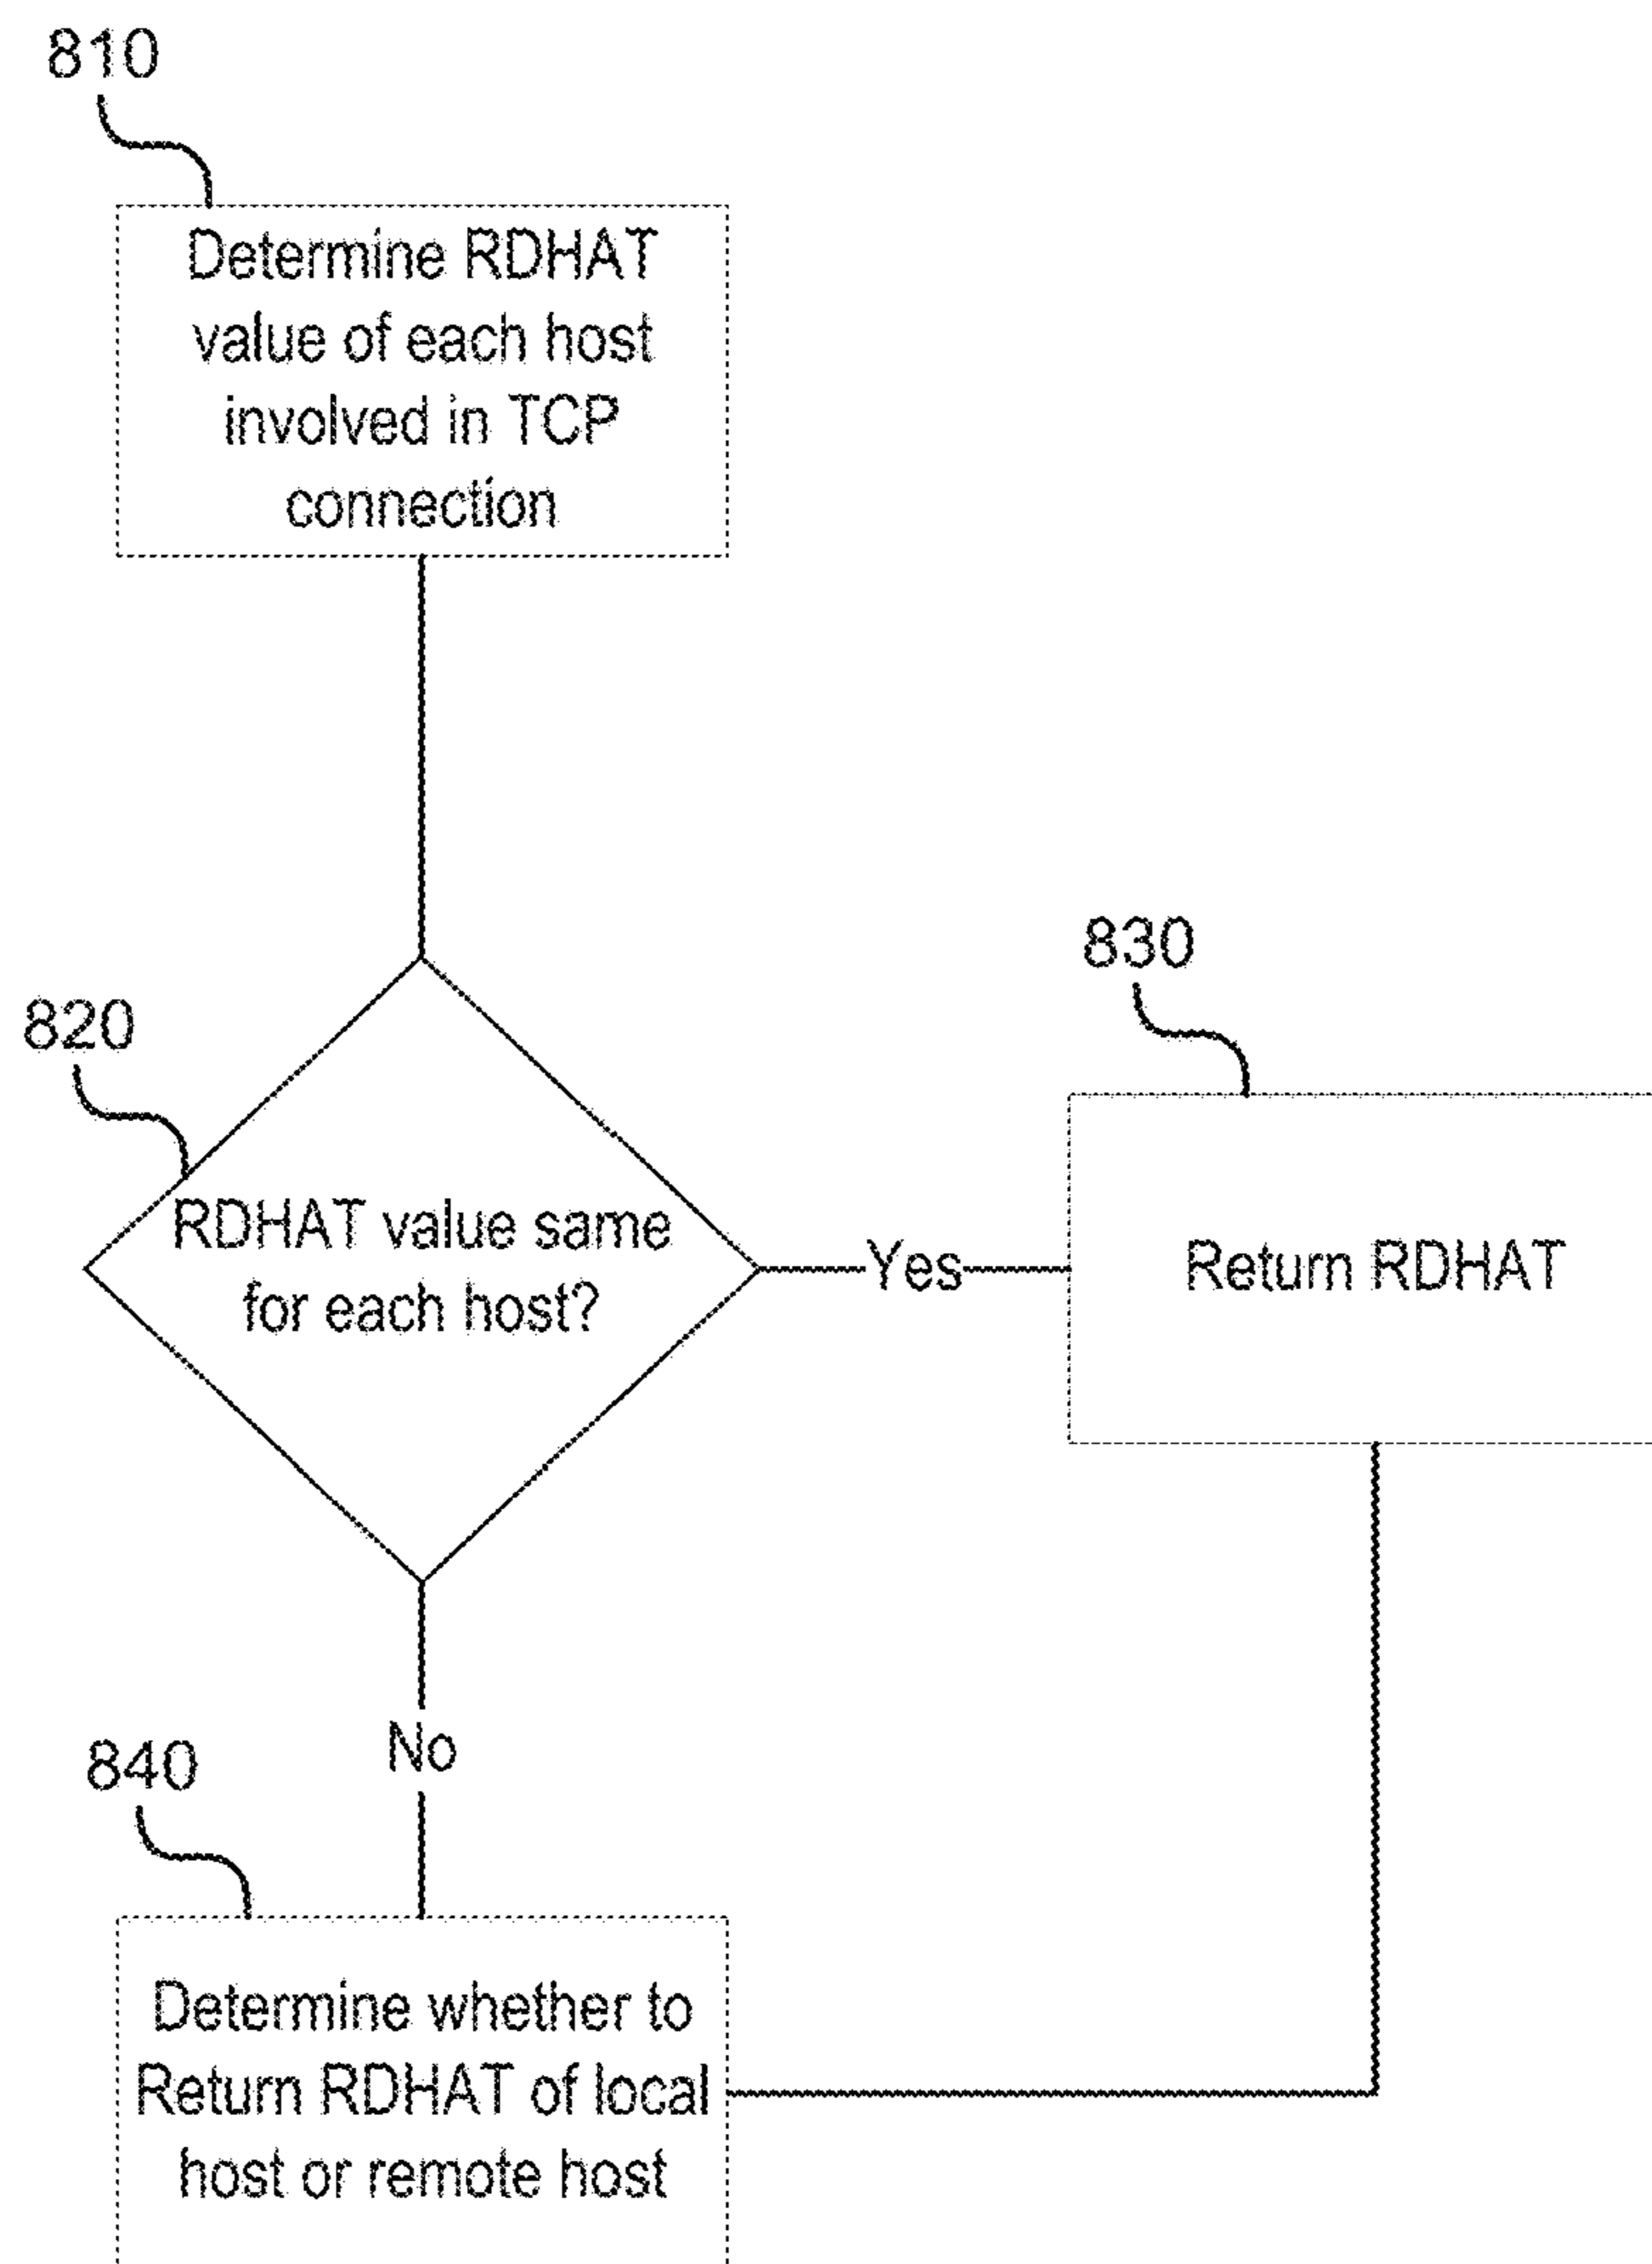 810
Determine RDHAT
value of each host
involved in TCP
connection
820
RDHAT value same
for each host?
Yes
830
Return RDHAT
No
840
Determine whether to
Return RDHAT of local
host or remote host